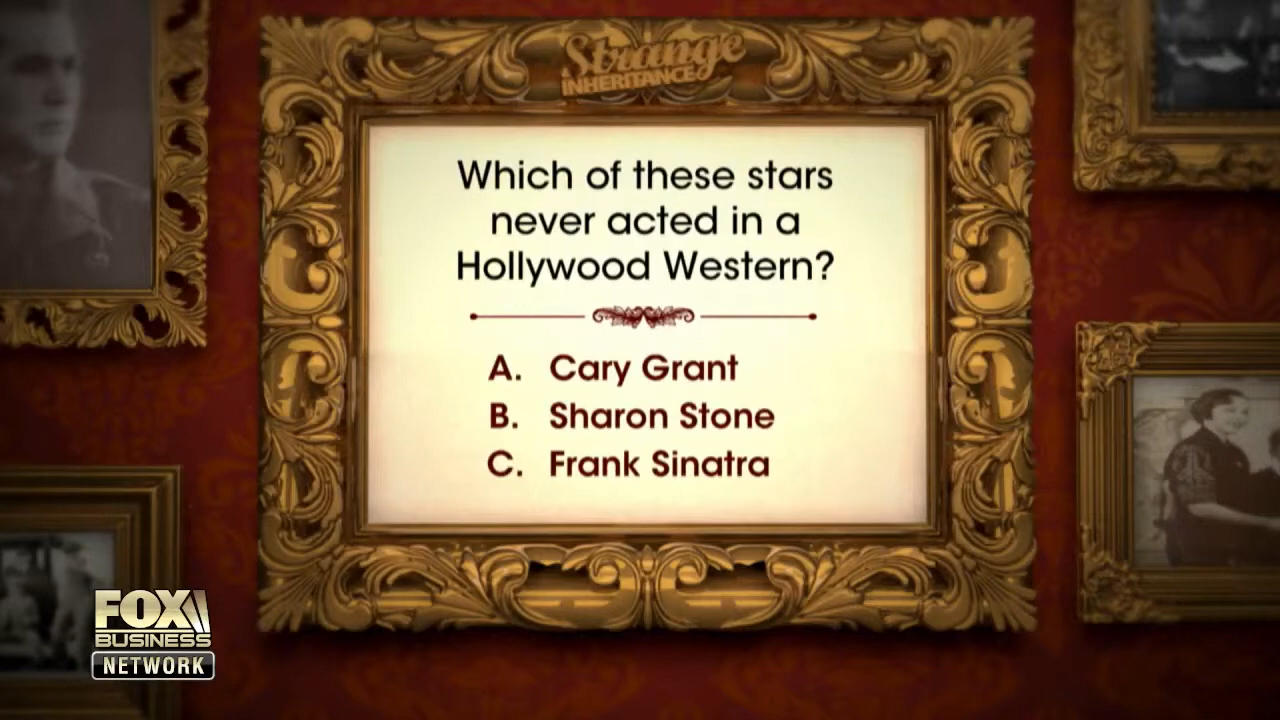 Strange
INHERITANCE
Which of these stars
never acted in a
Hollywood Western?
A. Cary Grant
B. Sharon Stone
C. Frank Sinatra
FOX
BUSINESS
NETWORK